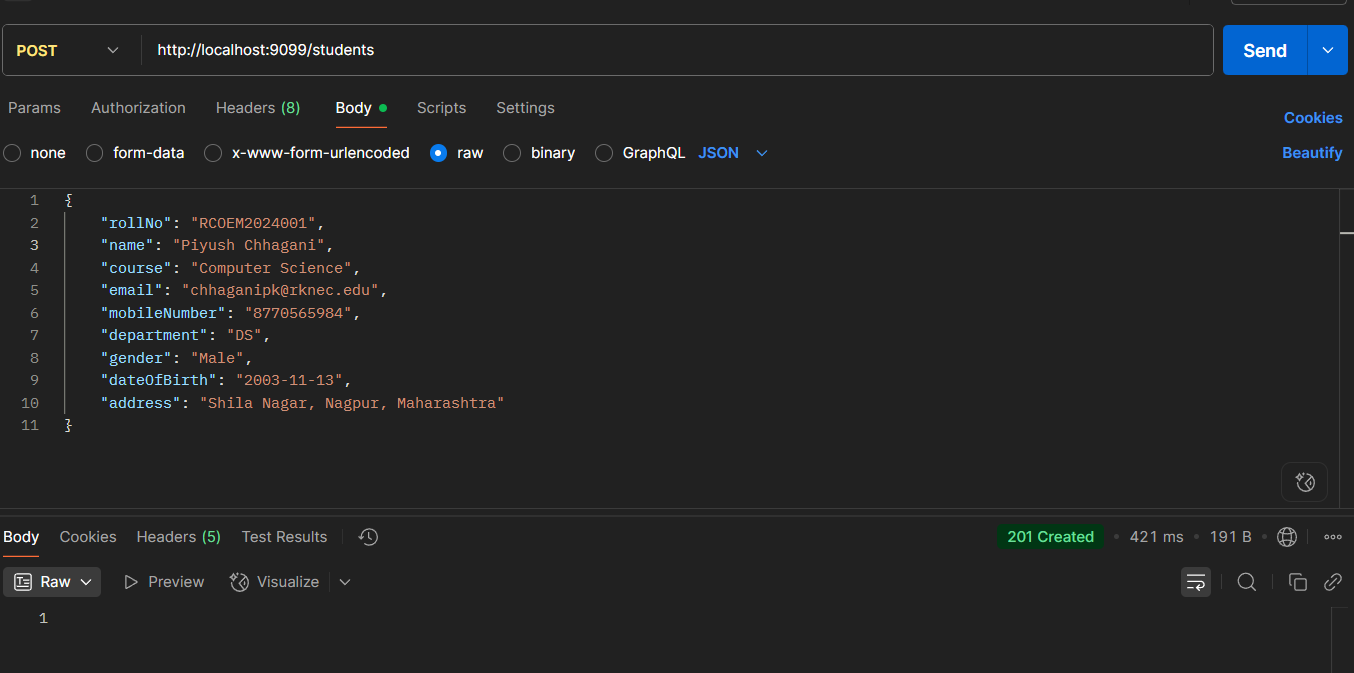 POST http://localhost:9099/students Send
Params Authorization Headers (8) Body Scripts Settings Cookies
none form-data x-www-form-urlencoded raw binary GraphQL JSON Beautify
1 {
2 "rollNo": "RCOEM2024001",
3 "name": "Piyush Chhagani",
4 "course": "Computer Science",
5 "email": "chhaganipk@rknec.edu",
6 "mobileNumber": "8770565984",
7 "department": "DS",
8 "gender": "Male",
9 "dateOfBirth": "2003-11-13",
10 "address": "Shila Nagar, Nagpur, Maharashtra"
11 }
Body Cookies Headers (5) Test Results 201 Created • 421 ms • 191 B •
Raw Preview Visualize
1